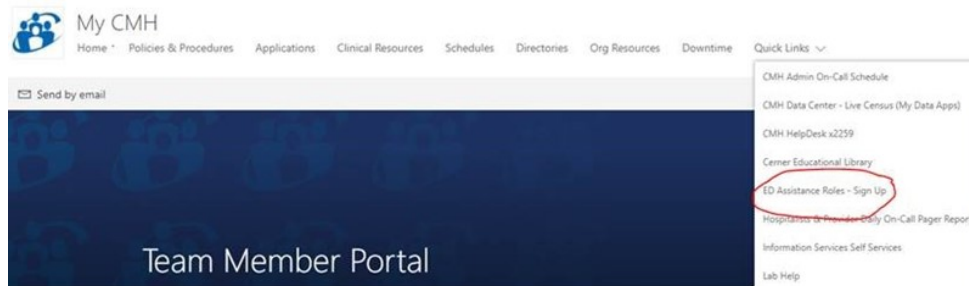 My CMH
Home Policies & Procedures Applications Clinical Resources Schedules Directories Org Resources Downtime Quick Links
CMH Admin On-Call Schedule
Send by email
CMH Data Center - Live Census (My Data Apps)
CMH HelpDesk x2259
Cerner Educational Library
ED Assistance Roles - Sign Up
Hospitalists & Provider Daily On-Call Pager Repor
Information Services Self Services
Team Member Portal
Lab Help